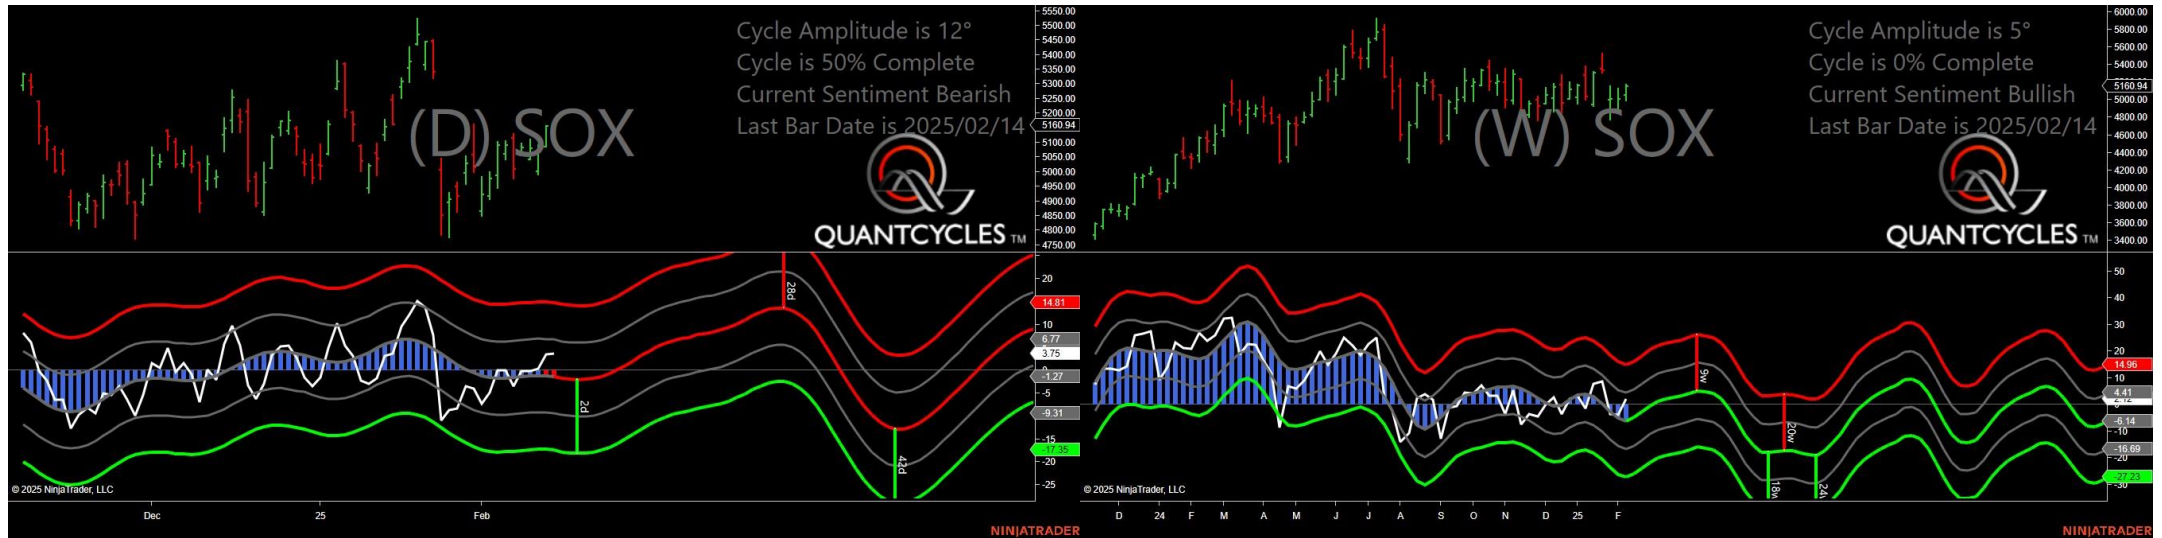 Cycle Amplitude is 12°
Cycle is 50% Complete
Current Sentiment Bearish
Last Bar Date is 2025/02/14
(D) SOX
QUANTCYCLES TM
5550.00
5500.00
5450.00
5400.00
5350.00
5300.00
5250.00
5200.00
5160.94
5100.00
5050.00
5000.00
4950.00
4900.00
4850.00
4800.00
4750.00
28d
2d
42d
20
14.81
10
6.77
3.75
-1.27
-5
-9.31
-15
-17.35
-20
-25
© 2025 NinjaTrader, LLC
Dec
25
Feb
NINJATRADER
Cycle Amplitude is 5°
Cycle is 0% Complete
Current Sentiment Bullish
Last Bar Date is 2025/02/14
(W) SOX
QUANTCYCLES TM
6000.00
5800.00
5600.00
5400.00
5160.94
5000.00
4800.00
4600.00
4400.00
4200.00
4000.00
3800.00
3600.00
3400.00
9w
20w
18w
24
50
40
30
20
14.96
10
4.41
-6.14
-10
-16.69
-20
-27.23
-30
© 2025 NinjaTrader, LLC
D 24 F M A M J J A S O N D 25 F
NINJATRADER